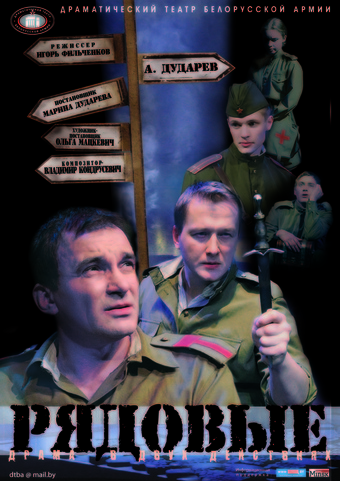 ДРАМАТИЧЕСКИЙ ТЕАТР БЕЛОРУССКОЙ АРМИИ
РЕЖИССЕР
ИГОРЬ ФИЛЬЧЕНКОВ
А. ДУДАРЕВ
ПОСТАНОВЩИК
МАРИНА ДУДАРЕВА
ХУДОЖНИК-
ПОСТАНОВЩИК
ОЛЬГА МАЦКЕВИЧ
КОМПОЗИТОР
ВЛАДИМИР КОНДРУСЕВИЧ
РЯДОВЫЕ
ДРАМА В ДВУХ ДЕЙСТВИЯХ
dtba @ mail.by